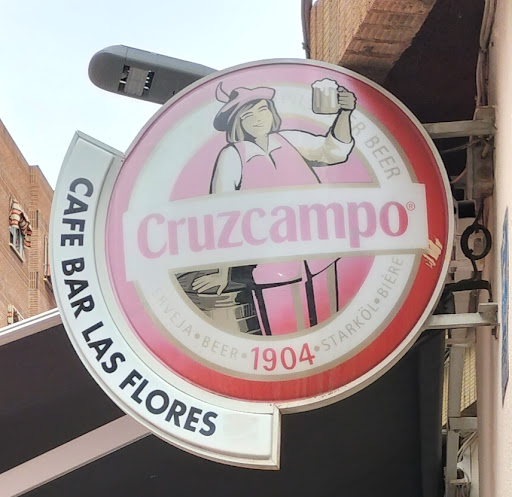 CAFE BAR LAS FLORES
BEER
Cruzcampo®
CERVEJA • BEER • 1904 • STARKÖL • BIÈRE